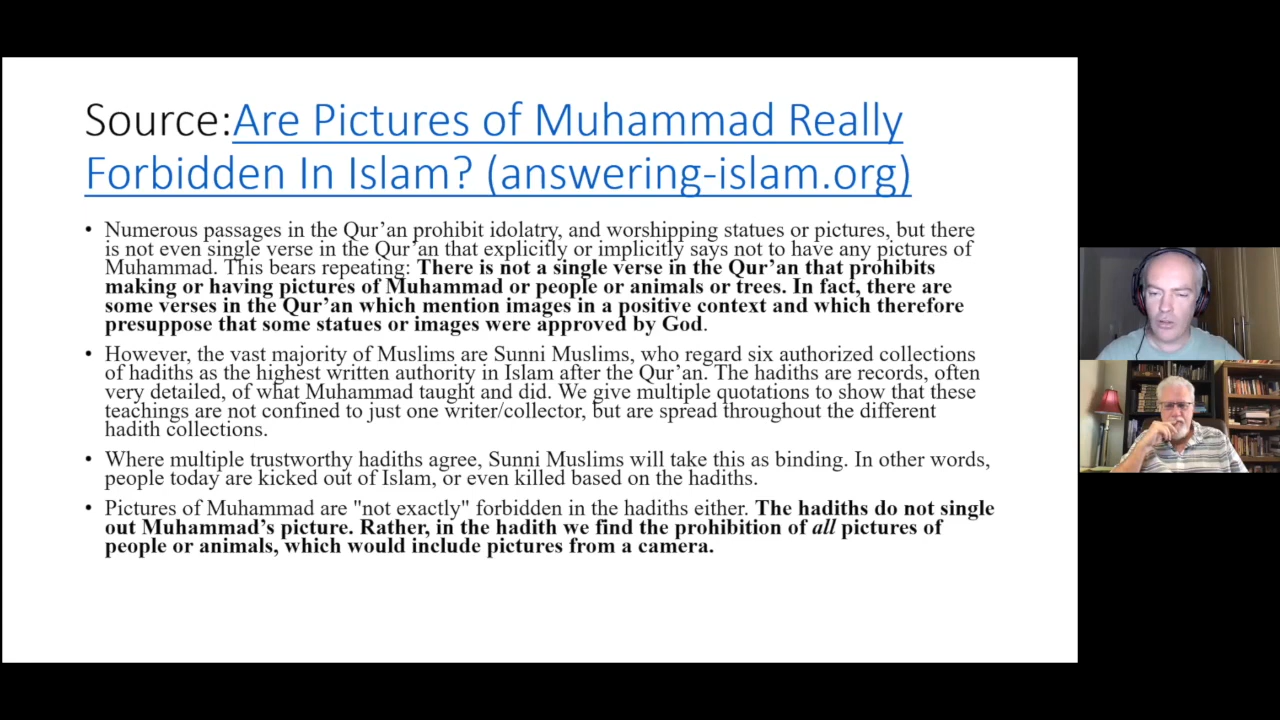 Source:Are Pictures of Muhammad Really
Forbidden In Islam? (answering-islam.org)
• Numerous passages in the Qur’an prohibit idolatry, and worshipping statues or pictures, but there
is not even single verse in the Qur’an that explicitly or implicitly says not to have any pictures of
Muhammad. This bears repeating: There is not a single verse in the Qur’an that prohibits
making or having pictures of Muhammad or people or animals or trees. In fact, there are
some verses in the Qur’an which mention images in a positive context and which therefore
presuppose that some statues or images were approved by God.
• However, the vast majority of Muslims are Sunni Muslims, who regard six authorized collections
of hadiths as the highest written authority in Islam after the Qur’an. The hadiths are records, often
very detailed, of what Muhammad taught and did. We give multiple quotations to show that these
teachings are not confined to just one writer/collector, but are spread throughout the different
hadith collections.
• Where multiple trustworthy hadiths agree, Sunni Muslims will take this as binding. In other words,
people today are kicked out of Islam, or even killed based on the hadiths.
• Pictures of Muhammad are "not exactly" forbidden in the hadiths either. The hadiths do not single
out Muhammad’s picture. Rather, in the hadith we find the prohibition of all pictures of
people or animals, which would include pictures from a camera.